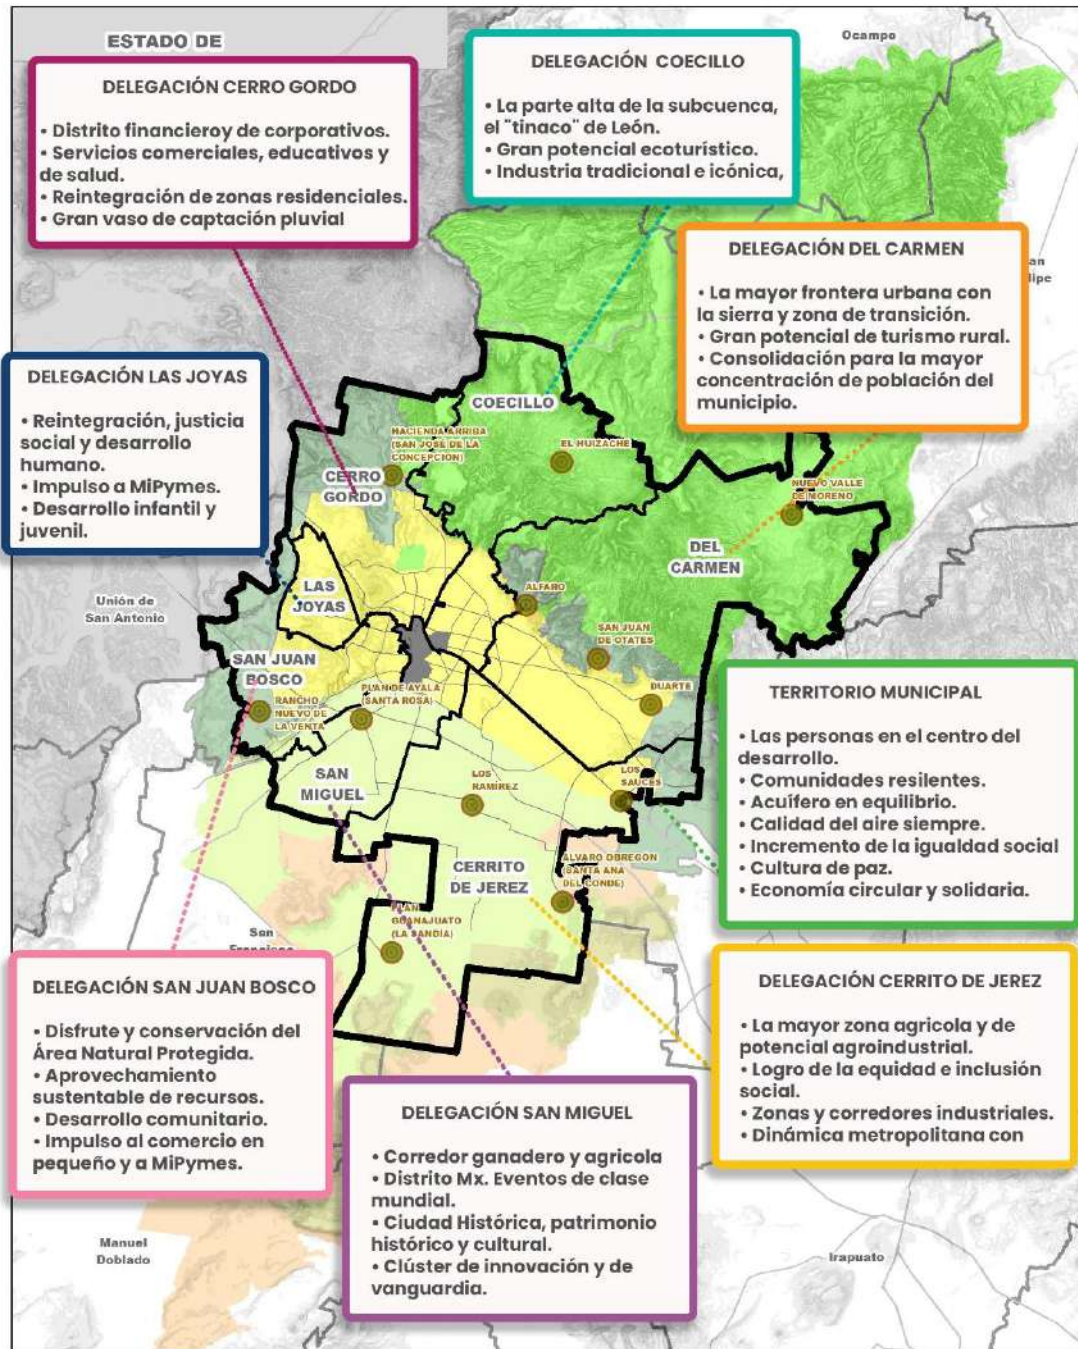 ESTADO DE
Ocampo
DELEGACIÓN CERRO GORDO
• Distrito financieroy de corporativos.
• Servicios comerciales, educativos y
de salud.
• Reintegración de zonas residenciales.
• Gran vaso de captación pluvial
DELEGACIÓN COECILLO
• La parte alta de la subcuenca,
el "tinaco" de León.
• Gran potencial ecoturístico.
• Industria tradicional e icónica,
DELEGACIÓN DEL CARMEN
• La mayor frontera urbana con
la sierra y zona de transición.
• Gran potencial de turismo rural.
• Consolidación para la mayor
concentración de población del
municipio.
an
lipe
DELEGACIÓN LAS JOYAS
• Reintegración, justicia
social y desarrollo
humano.
• Impulso a MiPymes.
• Desarrollo infantil y
juvenil.
COECILLO
HACIENDA ARRIBA
(SAN JOSÉ DE LA
CONCEPCIÓN)
EL HUIZACHE
CERRO
GORDO
NUEVO VALLE
DE MORENO
DEL
CARMEN
LAS
JOYAS
ALFARO
Unión de
San Antonio
SAN JUAN
DE OTATES
SAN JUAN
BOSCO
PLAN DE AYALA
(SANTA ROSA)
DUARTE
RANCHO
NUEVO DE
LA VENTA
SAN
MIGUEL
LOS
RAMÍREZ
LOS
SAUCES
CERRITO
DE JEREZ
ALVARO OBREGÓN
(SANTA ANA
DEL CONDE)
PLAN
GUANAJUATO
(LA SANDÍA)
San
Francisco
TERRITORIO MUNICIPAL
• Las personas en el centro del
desarrollo.
• Comunidades resilentes.
• Acuífero en equilibrio.
• Calidad del aire siempre.
• Incremento de la igualdad social
• Cultura de paz.
• Economía circular y solidaria.
DELEGACIÓN SAN JUAN BOSCO
• Disfrute y conservación del
Área Natural Protegida.
• Aprovechamiento
sustentable de recursos.
• Desarrollo comunitario.
• Impulso al comercio en
pequeño y a MiPymes.
DELEGACIÓN SAN MIGUEL
• Corredor ganadero y agricola
• Distrito Mx. Eventos de clase
mundial.
• Ciudad Histórica, patrimonio
histórico y cultural.
• Clúster de innovación y de
vanguardia.
DELEGACIÓN CERRITO DE JEREZ
• La mayor zona agricola y de
potencial agroindustrial.
• Logro de la equidad e inclusión
social.
• Zonas y corredores industriales.
• Dinámica metropolitana con
Manuel
Doblado
Irapuato